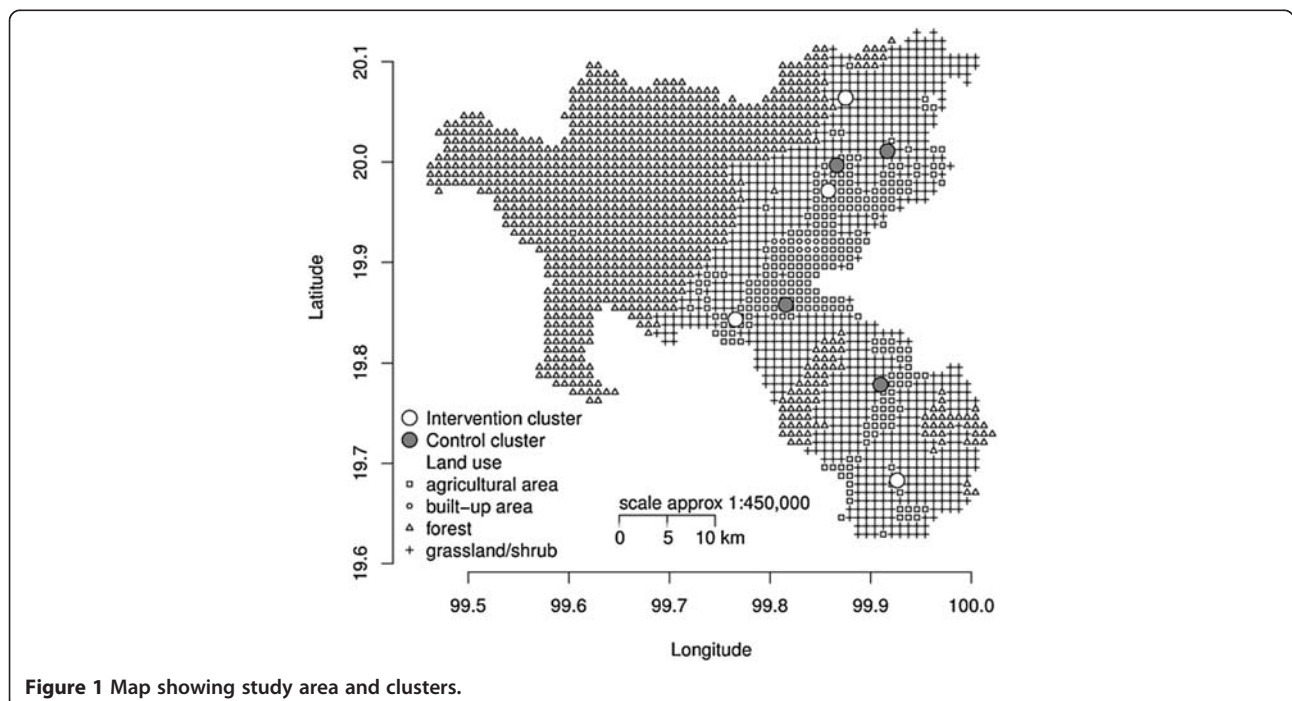 20.1
20.0
19.9
19.8
19.7
19.6
Latitude
Intervention cluster
Control cluster
Land use
agricultural area
built-up area
forest
grassland/shrub
scale approx 1:450,000
0 5 10 km
99.5 99.6 99.7 99.8 99.9 100.0
Longitude
Figure 1 Map showing study area and clusters.